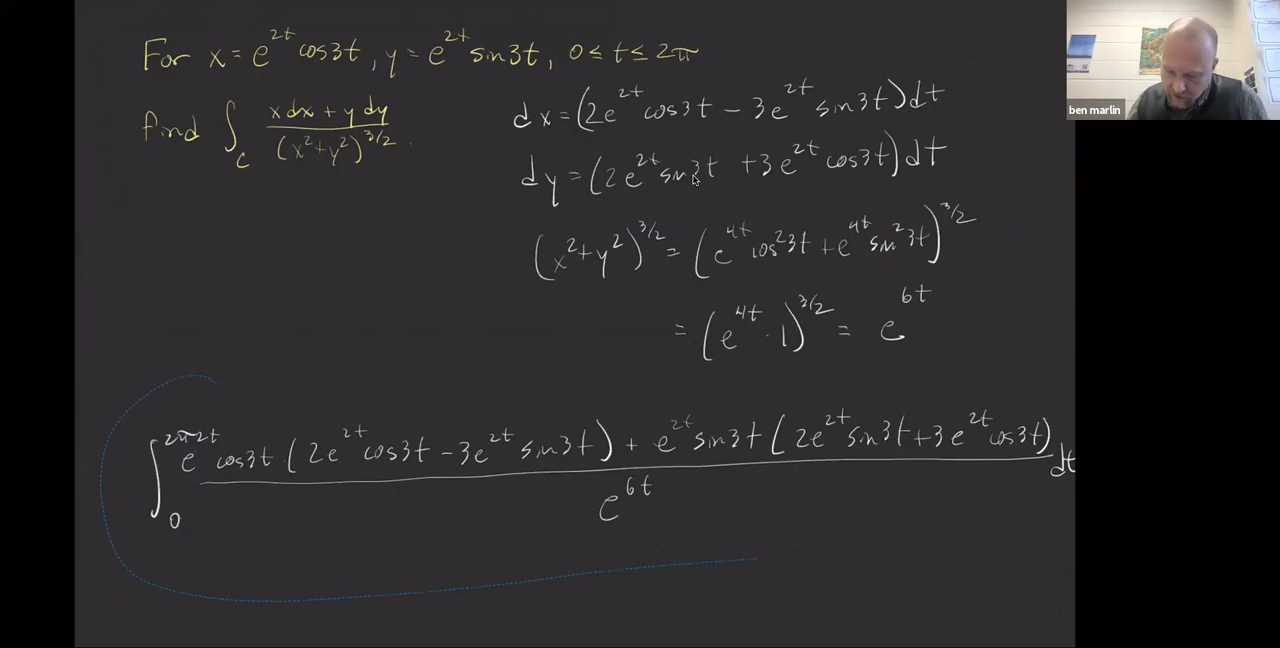 For x = e^{2t} cos3t , y = e^{2t} sin3t , 0 ≤ t ≤ 2π
find ∫_C (x dx + y dy)/(x² + y²)^{3/2} .
dx = (2e^{2t} cos3t − 3e^{2t} sin3t)dt
dy = (2e^{2t} sin3t + 3e^{2t} cos3t)dt
(x² + y²)^{3/2} = (e^{4t} cos²3t + e^{4t} sin²3t)^{3/2}
= (e^{4t} · 1)^{3/2} = e^{6t}
∫_0^{2π} (e^{2t} cos3t (2e^{2t} cos3t − 3e^{2t} sin3t) + e^{2t} sin3t (2e^{2t} sin3t + 3e^{2t} cos3t))/e^{6t} dt
ben marlin